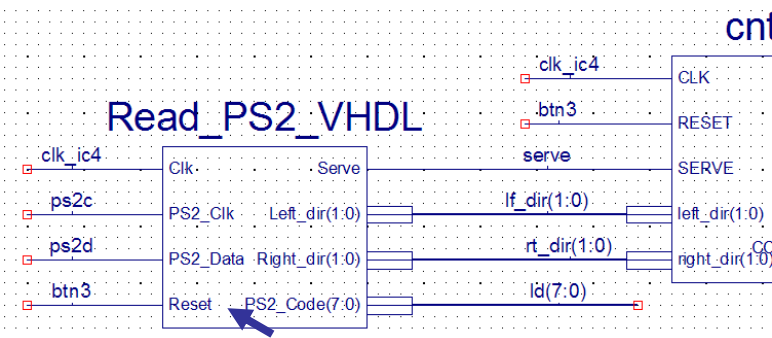 cnt
clk_ic4
CLK
btn3
RESET
Read_PS2_VHDL
clk_ic4
Clk
Serve
serve
SERVE
ps2c
PS2_Clk
Left_dir(1:0)
lf_dir(1:0)
left_dir(1:0)
ps2d
PS2_Data
Right_dir(1:0)
rt_dir(1:0)
right_dir(1:0)
CO
btn3
Reset
PS2_Code(7:0)
ld(7:0)